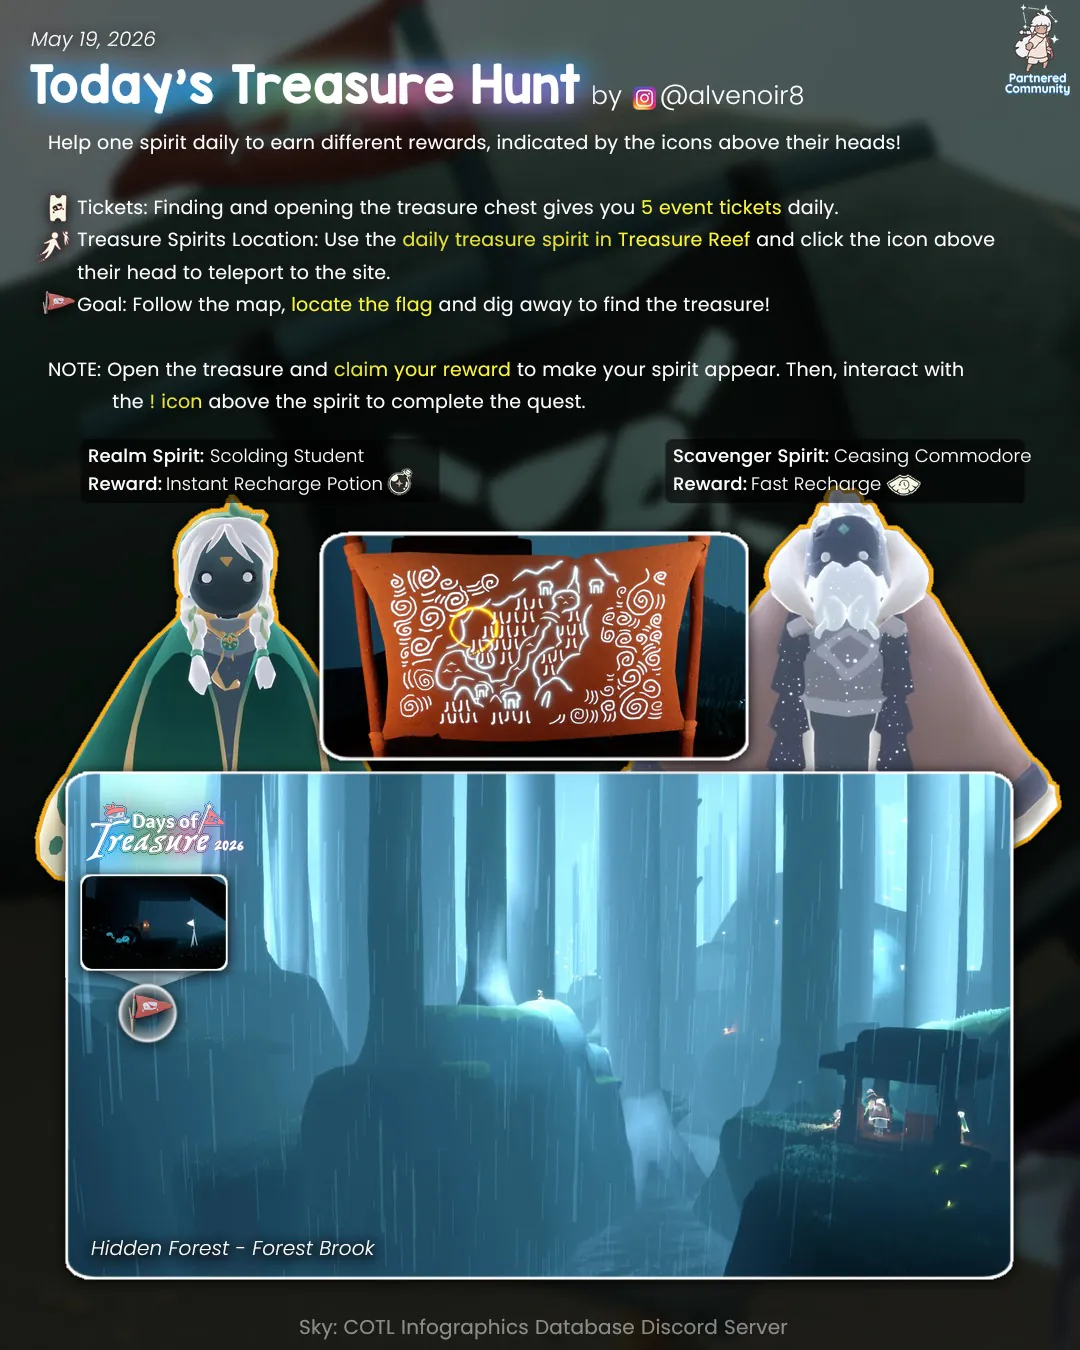 May 19, 2026
Today's Treasure Hunt by @alvenoir8
Partnered
Community
Help one spirit daily to earn different rewards, indicated by the icons above their heads!
Tickets: Finding and opening the treasure chest gives you 5 event tickets daily.
Treasure Spirits Location: Use the daily treasure spirit in Treasure Reef and click the icon above
their head to teleport to the site.
Goal: Follow the map, locate the flag and dig away to find the treasure!
NOTE: Open the treasure and claim your reward to make your spirit appear. Then, interact with
the ! icon above the spirit to complete the quest.
Realm Spirit: Scolding Student
Reward: Instant Recharge Potion
Scavenger Spirit: Ceasing Commodore
Reward: Fast Recharge
Days of
Treasure 2026
Hidden Forest - Forest Brook
Sky: COTL Infographics Database Discord Server